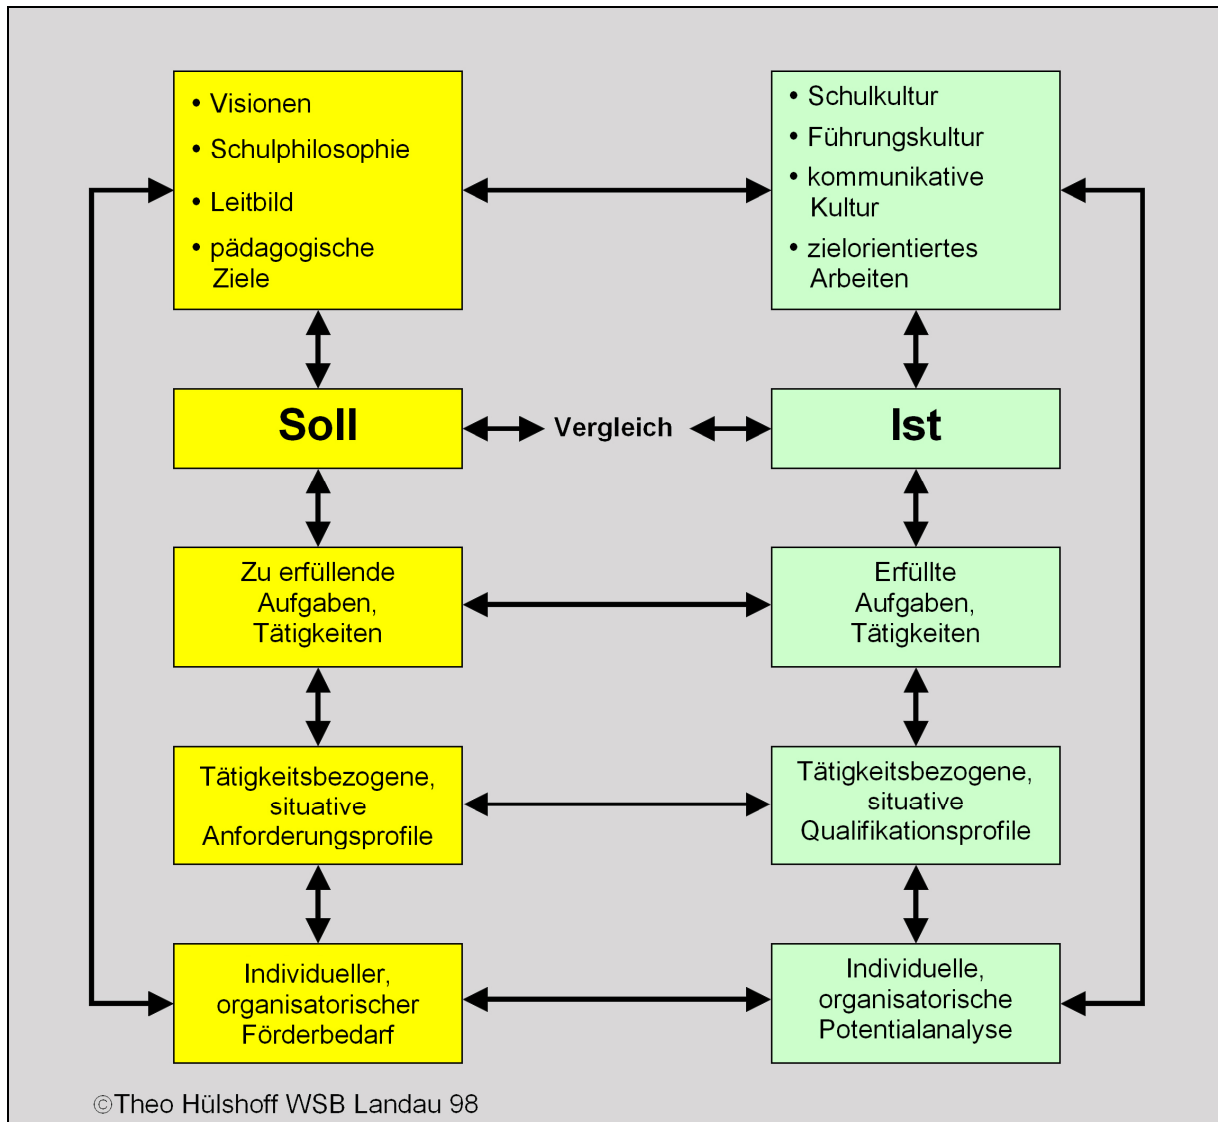 • Visionen
• Schulphilosophie
• Leitbild
• pädagogische
Ziele
• Schulkultur
• Führungskultur
• kommunikative
Kultur
• zielorientiertes
Arbeiten
Soll
Vergleich
Ist
Zu erfüllende
Aufgaben,
Tätigkeiten
Erfüllte
Aufgaben,
Tätigkeiten
Tätigkeitsbezogene,
situative
Anforderungsprofile
Tätigkeitsbezogene,
situative
Qualifikationsprofile
Individueller,
organisatorischer
Förderbedarf
Individuelle,
organisatorische
Potentialanalyse
©Theo Hülshoff WSB Landau 98